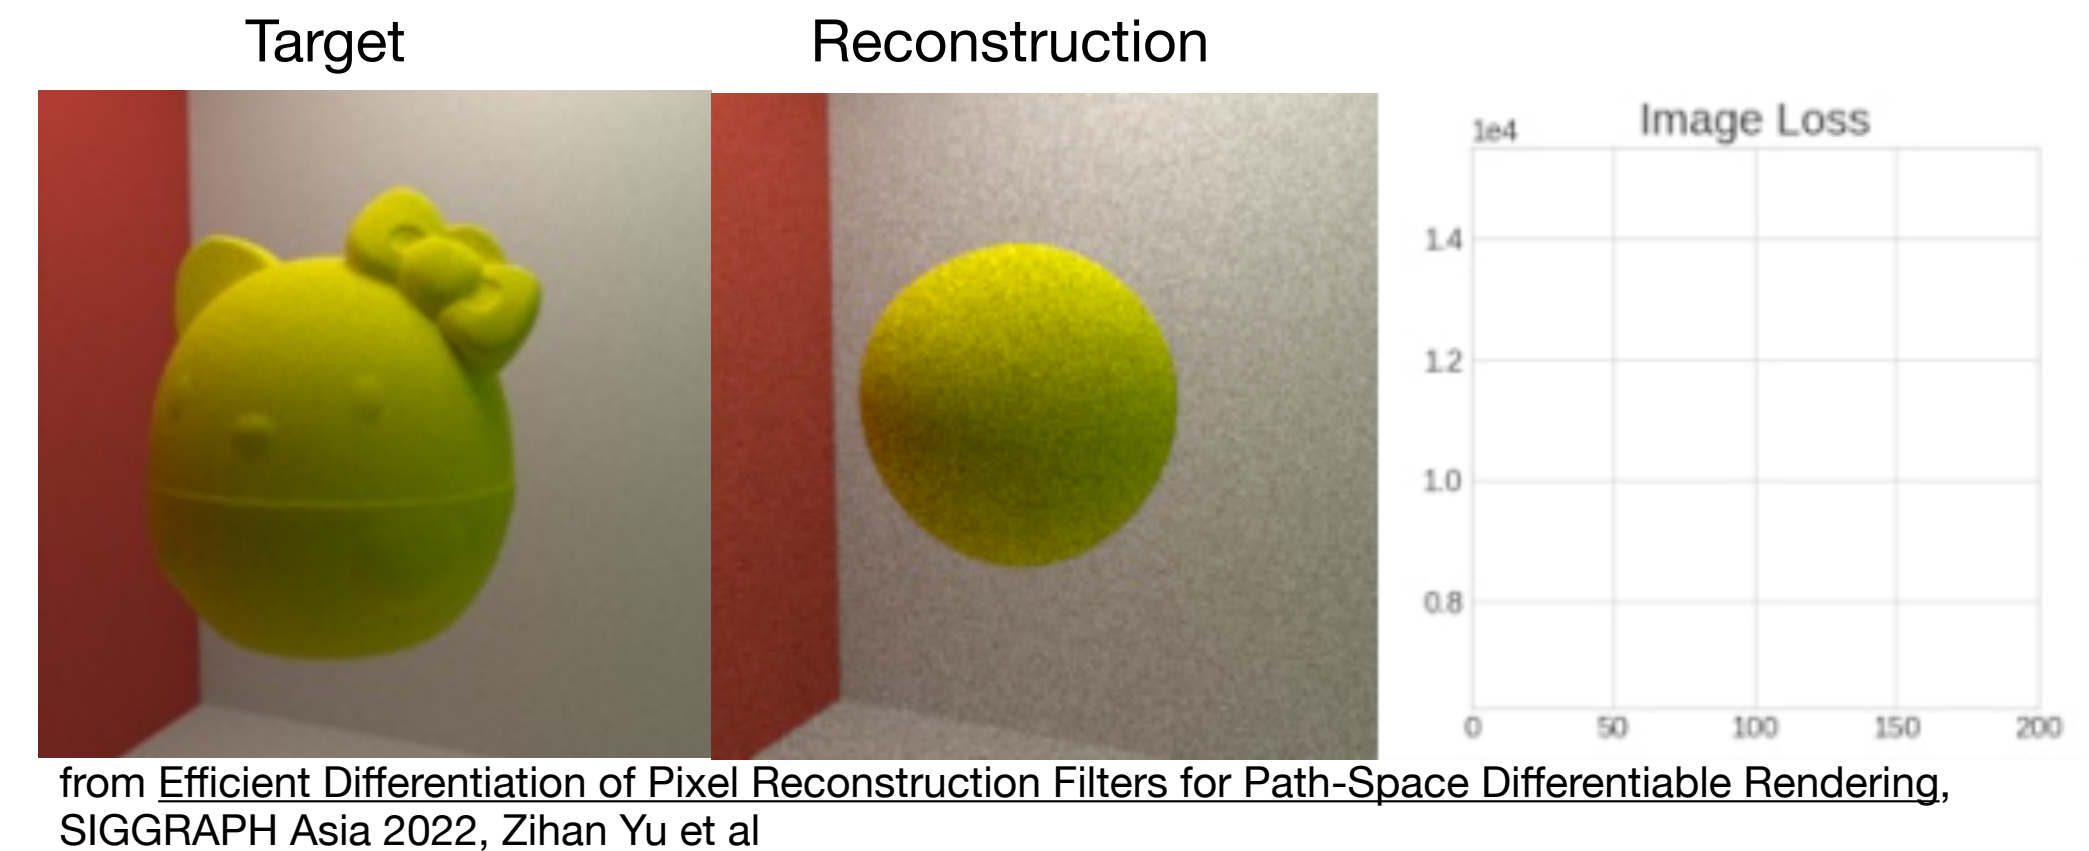 Target
Reconstruction
Image Loss
1e4
1.4
1.2
1.0
0.8
0
50
100
150
200
from Efficient Differentiation of Pixel Reconstruction Filters for Path-Space Differentiable Rendering,
SIGGRAPH Asia 2022, Zihan Yu et al